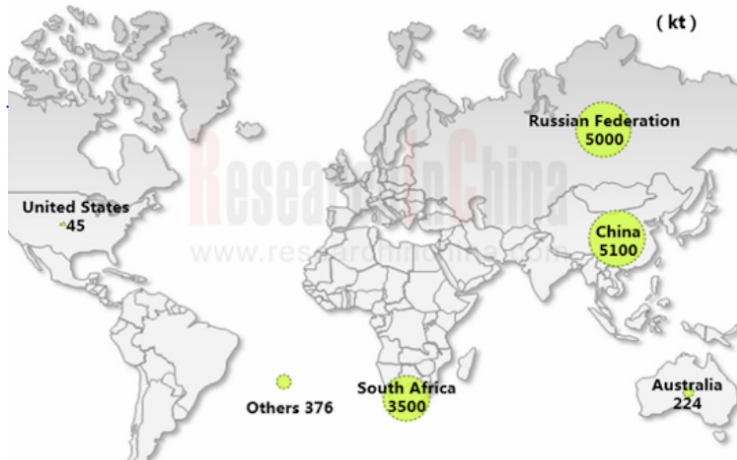 ( kt )
Russian Federation
5000
ResearchInChina
United States
45
China
5100
www.researchinchina.com
South Africa
3500
Australia
224
Others 376